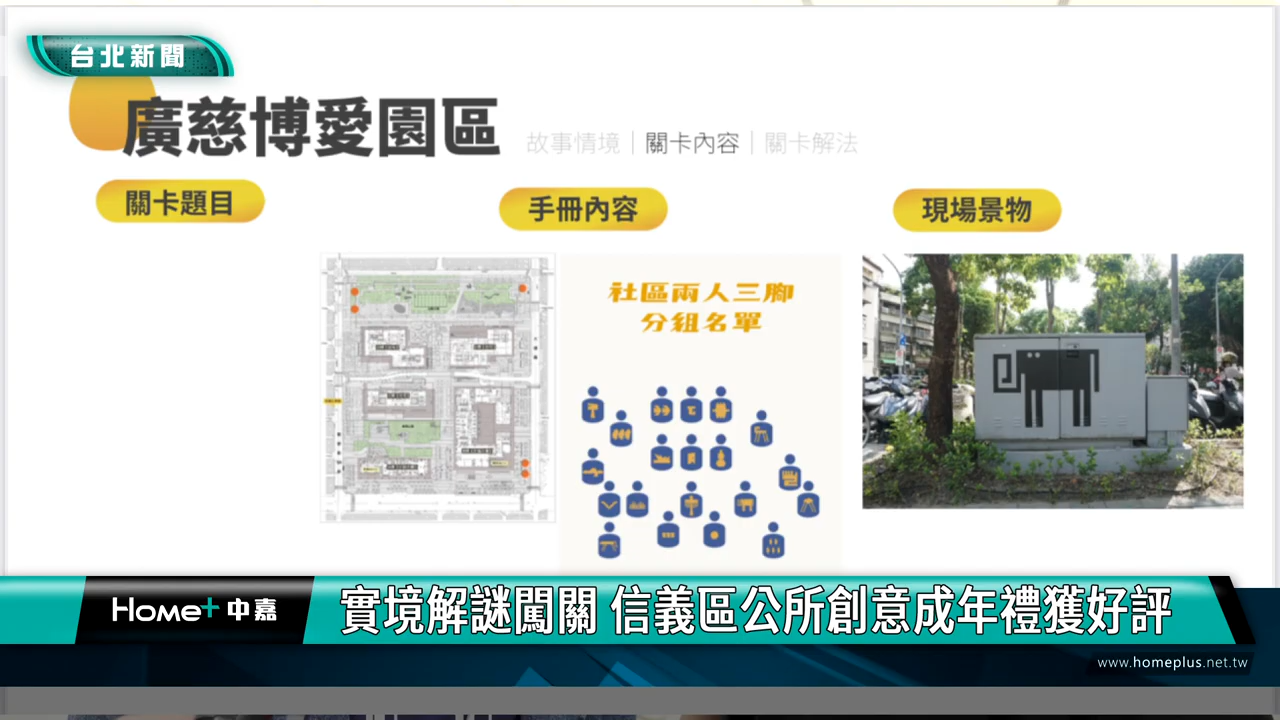 台北新聞
廣慈博愛園區
故事情境｜關卡內容｜關卡解法
關卡題目
手冊內容
現場景物
社區兩人三腳
分組名單
Home+ 中嘉
實境解謎闖關 信義區公所創意成年禮獲好評
www.homeplus.net.tw